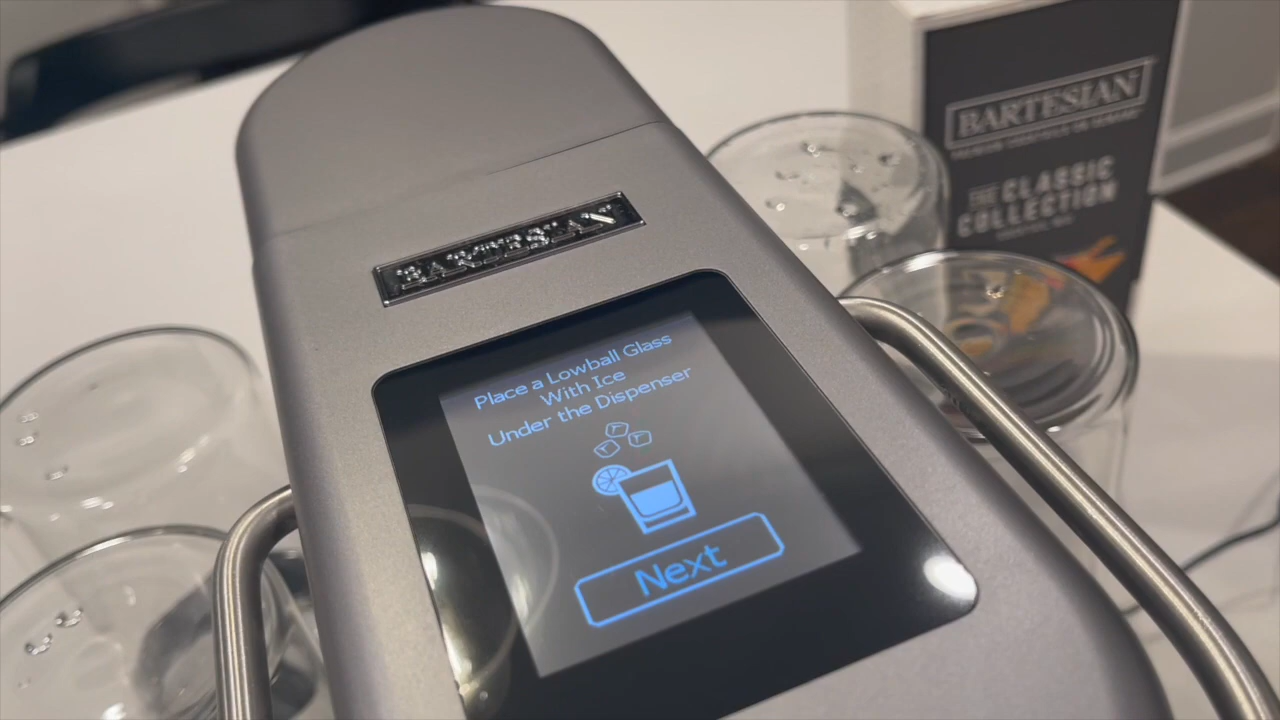 BARTESIAN
Place a Lowball Glass
With Ice
Under the Dispenser
Next
BARTESIAN
THE CLASSIC
COLLECTION